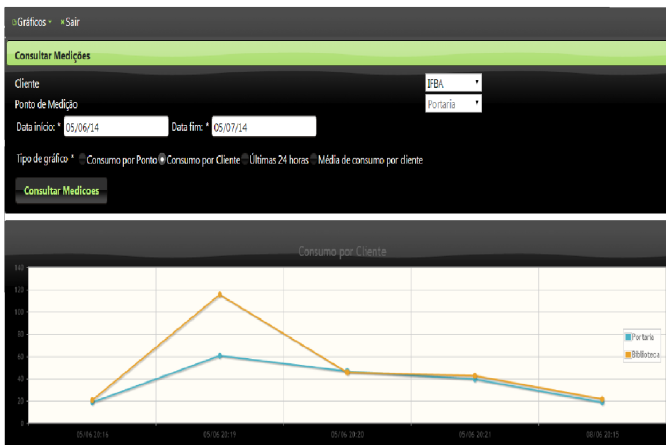 Gráficos Sair
Consultar Medições
Cliente IFBA
Ponto de Medição Portaria
Data início: * 05/06/14 Data fim: * 05/07/14
Tipo de gráfico * Consumo por Ponto Consumo por Cliente Últimas 24 horas Média de consumo por cliente
Consultar Medicoes
Consumo por Cliente
140
120
100
80
60
40
20
0
Portaria
Biblioteca
05/06 20:16 05/06 20:19 05/06 20:20 05/06 20:21 08/06 20:15